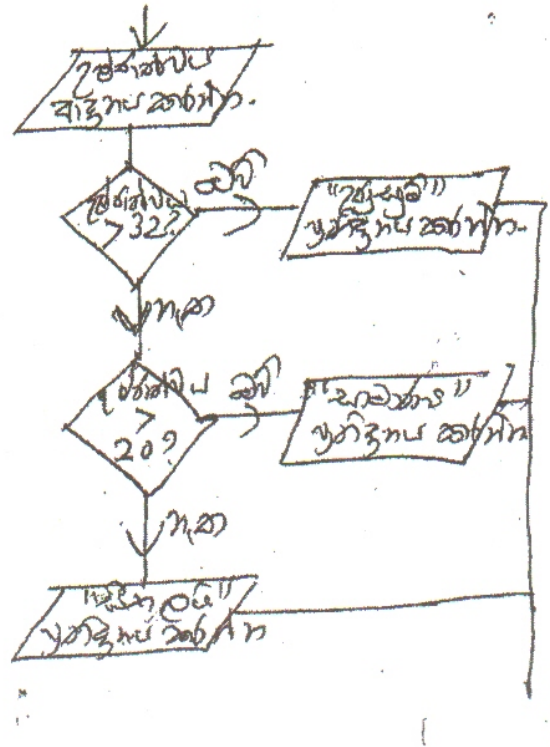 උෂ්ණත්වය
ආදානය කරන්න.
උෂ්ණත්වය
> 32?
ඔව්
"උණුසුම්"
ප්‍රතිදානය කරන්න.
නැත
උෂ්ණත්වය
>
20?
ඔව්
"සාමාන්‍ය"
ප්‍රතිදානය කරන්න
නැත
ප්‍රතිදානය කරන්න